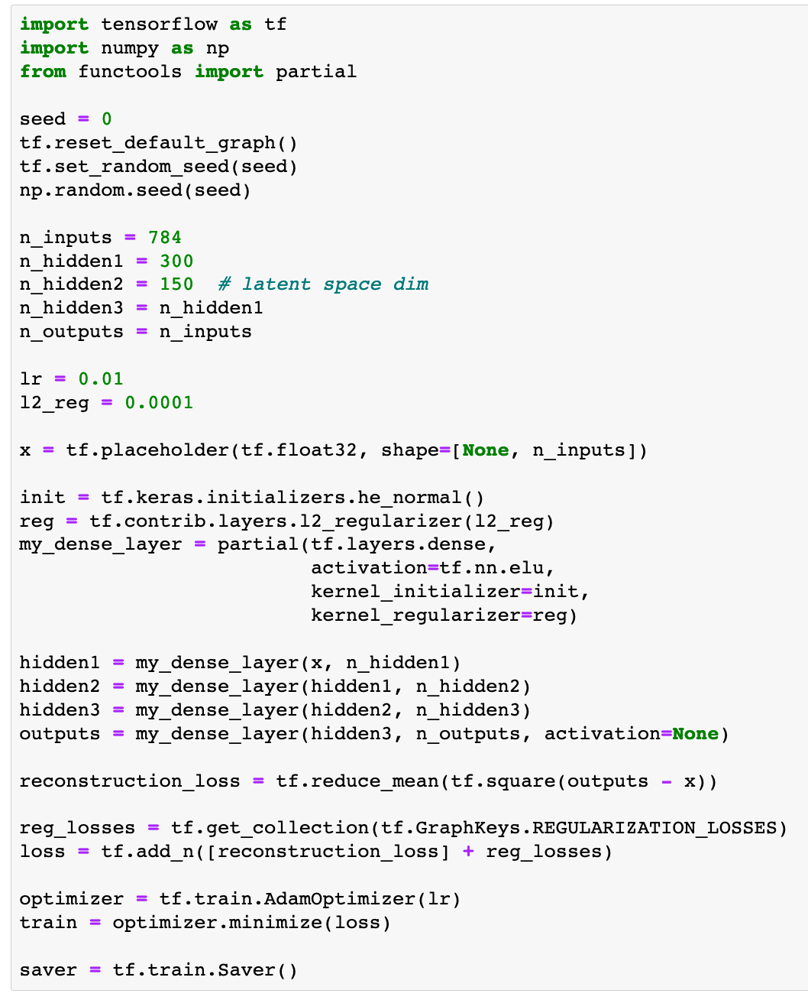 import tensorflow as tf
import numpy as np
from functools import partial

seed = 0
tf.reset_default_graph()
tf.set_random_seed(seed)
np.random.seed(seed)

n_inputs = 784
n_hidden1 = 300
n_hidden2 = 150  # latent space dim
n_hidden3 = n_hidden1
n_outputs = n_inputs

lr = 0.01
l2_reg = 0.0001

x = tf.placeholder(tf.float32, shape=[None, n_inputs])

init = tf.keras.initializers.he_normal()
reg = tf.contrib.layers.l2_regularizer(l2_reg)
my_dense_layer = partial(tf.layers.dense,
                         activation=tf.nn.elu,
                         kernel_initializer=init,
                         kernel_regularizer=reg)

hidden1 = my_dense_layer(x, n_hidden1)
hidden2 = my_dense_layer(hidden1, n_hidden2)
hidden3 = my_dense_layer(hidden2, n_hidden3)
outputs = my_dense_layer(hidden3, n_outputs, activation=None)

reconstruction_loss = tf.reduce_mean(tf.square(outputs - x))

reg_losses = tf.get_collection(tf.GraphKeys.REGULARIZATION_LOSSES)
loss = tf.add_n([reconstruction_loss] + reg_losses)

optimizer = tf.train.AdamOptimizer(lr)
train = optimizer.minimize(loss)

saver = tf.train.Saver()